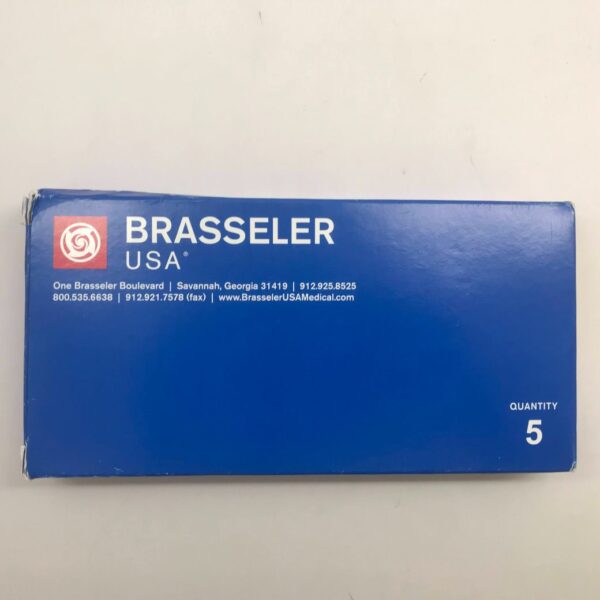 BRASSELER
USA®
One Brasseler Boulevard | Savannah, Georgia 31419 | 912.925.8525
800.535.6638 | 912.921.7578 (fax) | www.BrasselerUSAMedical.com
QUANTITY
5